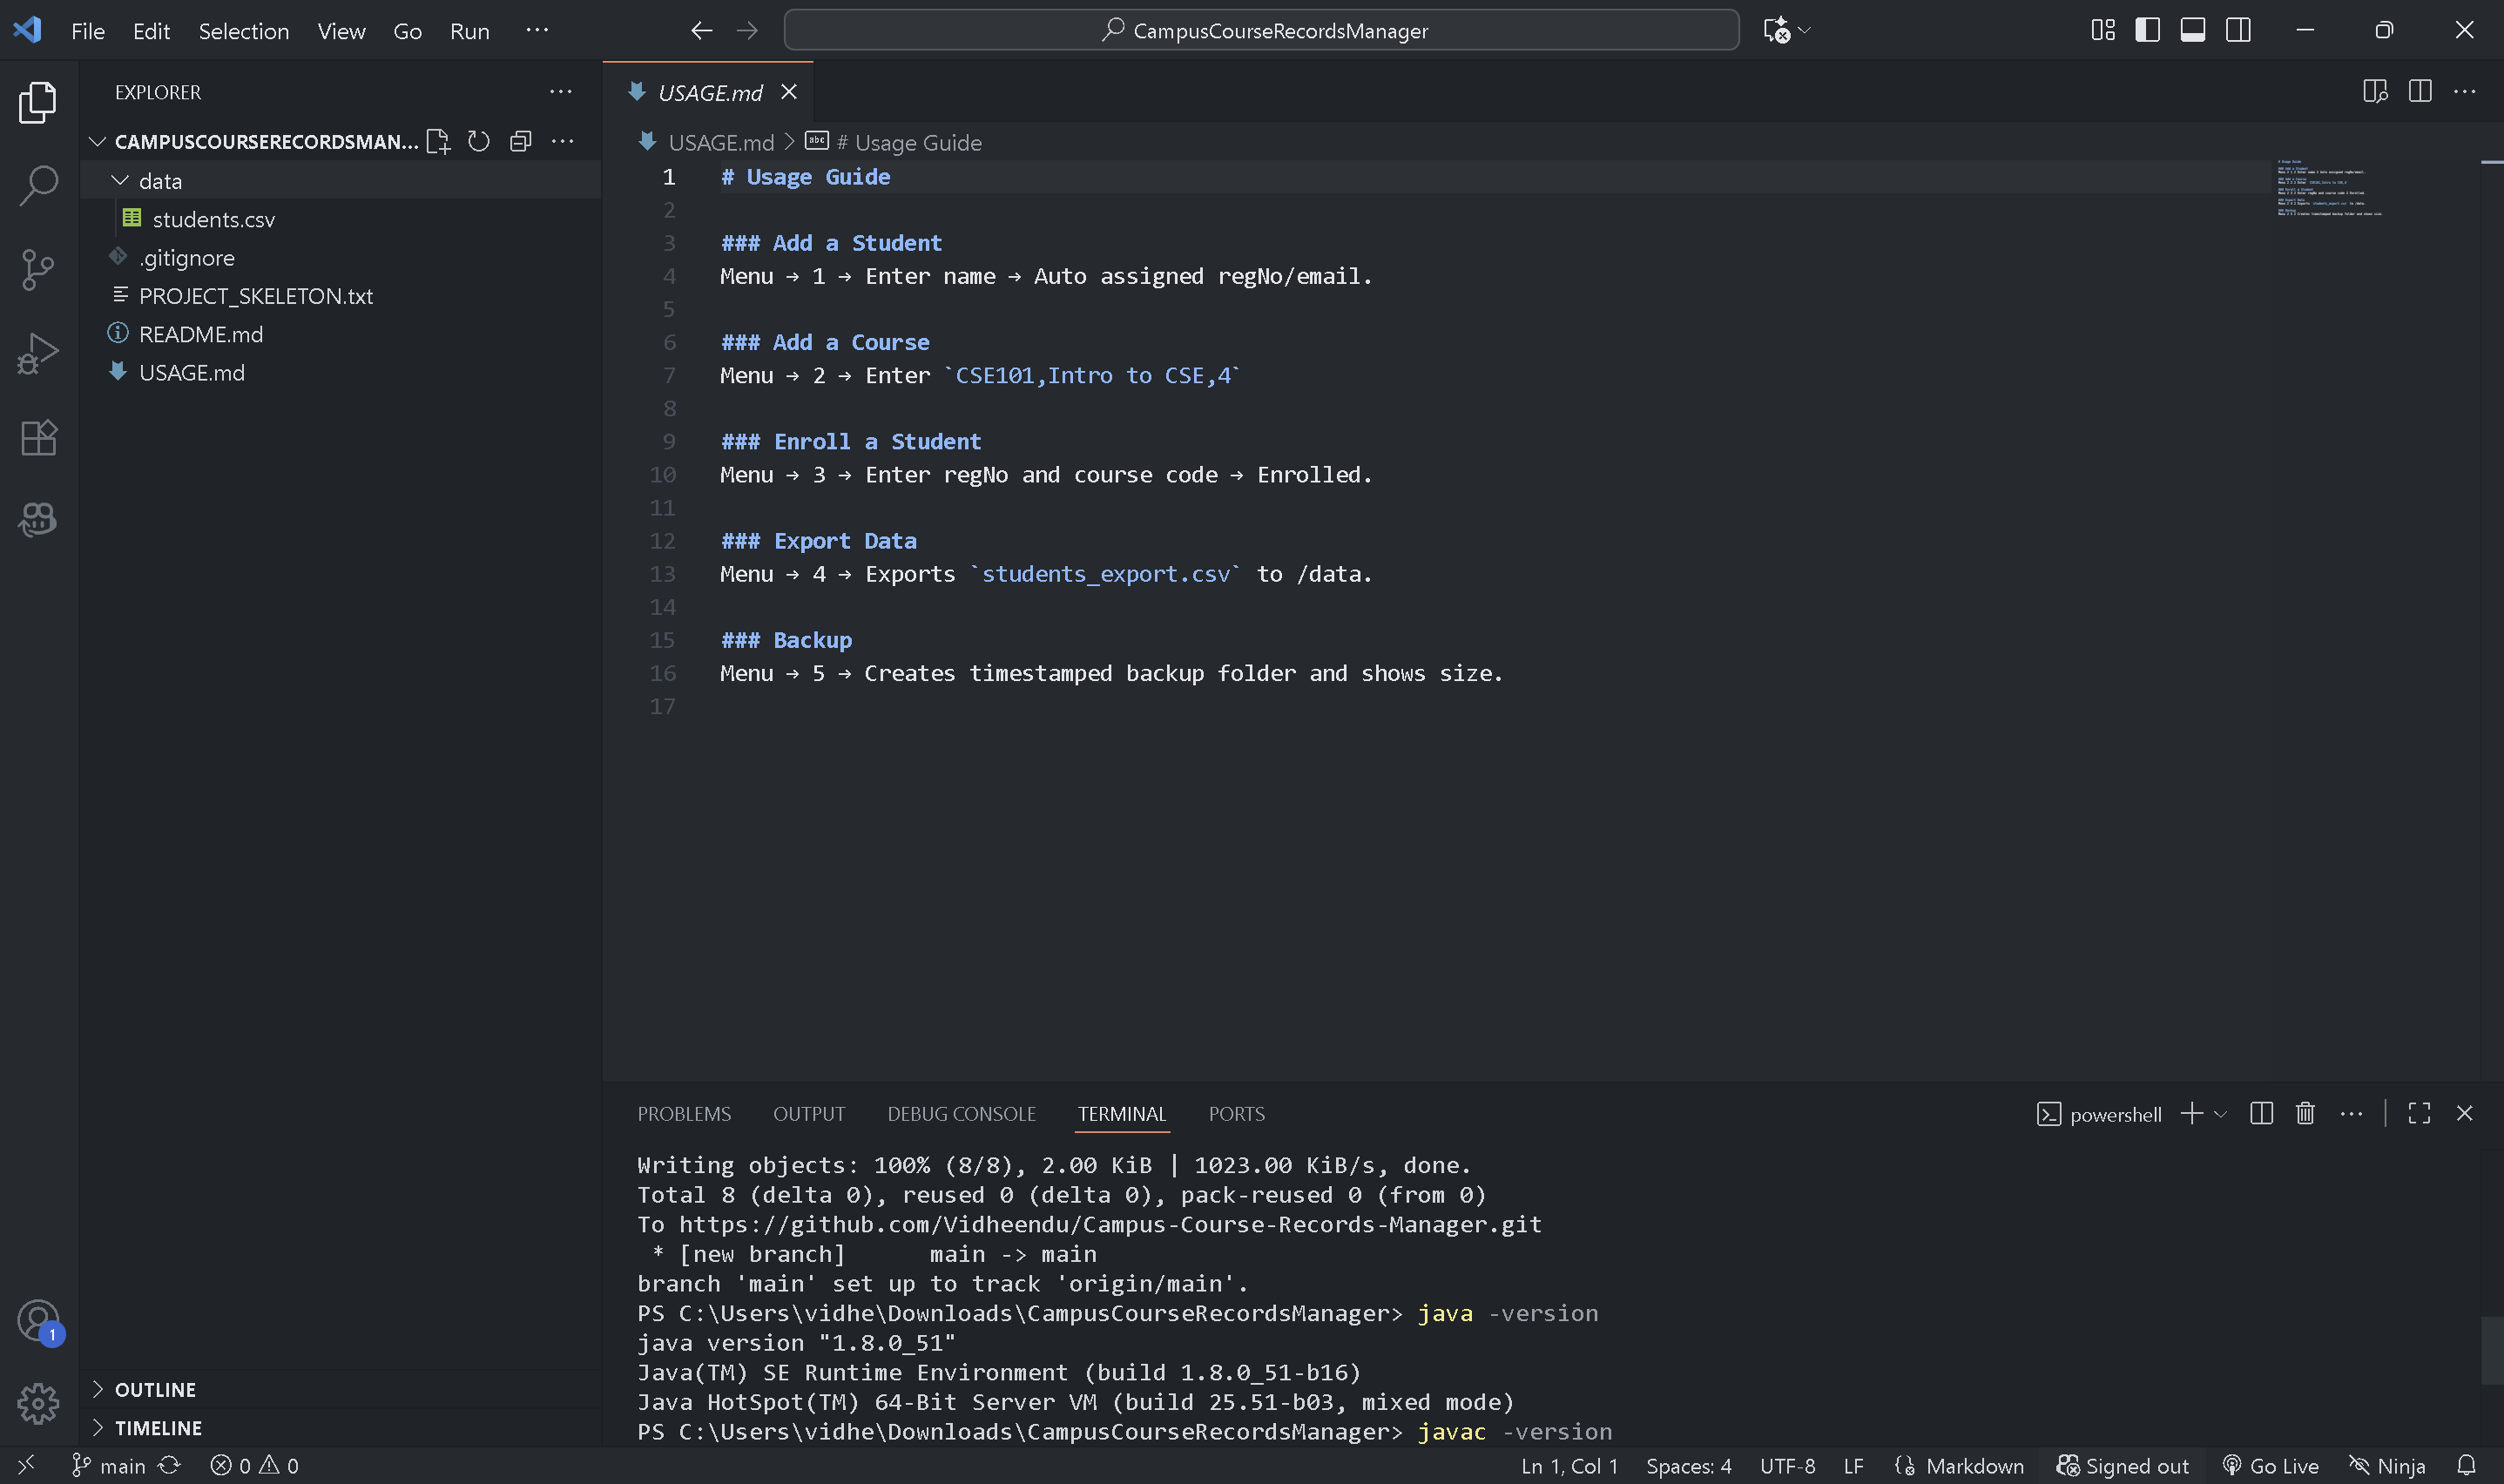 File Edit Selection View Go Run ···
CampusCourseRecordsManager
EXPLORER
CAMPUSCOURSERECORDSMAN...
data
students.csv
.gitignore
PROJECT_SKELETON.txt
README.md
USAGE.md
1
OUTLINE
TIMELINE
USAGE.md
USAGE.md > # Usage Guide
1 # Usage Guide
2
3 ### Add a Student
4 Menu → 1 → Enter name → Auto assigned regNo/email.
5
6 ### Add a Course
7 Menu → 2 → Enter `CSE101,Intro to CSE,4`
8
9 ### Enroll a Student
10 Menu → 3 → Enter regNo and course code → Enrolled.
11
12 ### Export Data
13 Menu → 4 → Exports `students_export.csv` to /data.
14
15 ### Backup
16 Menu → 5 → Creates timestamped backup folder and shows size.
17
PROBLEMS OUTPUT DEBUG CONSOLE TERMINAL PORTS
powershell
Writing objects: 100% (8/8), 2.00 KiB | 1023.00 KiB/s, done.
Total 8 (delta 0), reused 0 (delta 0), pack-reused 0 (from 0)
To https://github.com/Vidheendu/Campus-Course-Records-Manager.git
* [new branch] main -> main
branch 'main' set up to track 'origin/main'.
PS C:\Users\vidhe\Downloads\CampusCourseRecordsManager> java -version
java version "1.8.0_51"
Java(TM) SE Runtime Environment (build 1.8.0_51-b16)
Java HotSpot(TM) 64-Bit Server VM (build 25.51-b03, mixed mode)
PS C:\Users\vidhe\Downloads\CampusCourseRecordsManager> javac -version
main 0 0 Ln 1, Col 1 Spaces: 4 UTF-8 LF Markdown Signed out Go Live Ninja